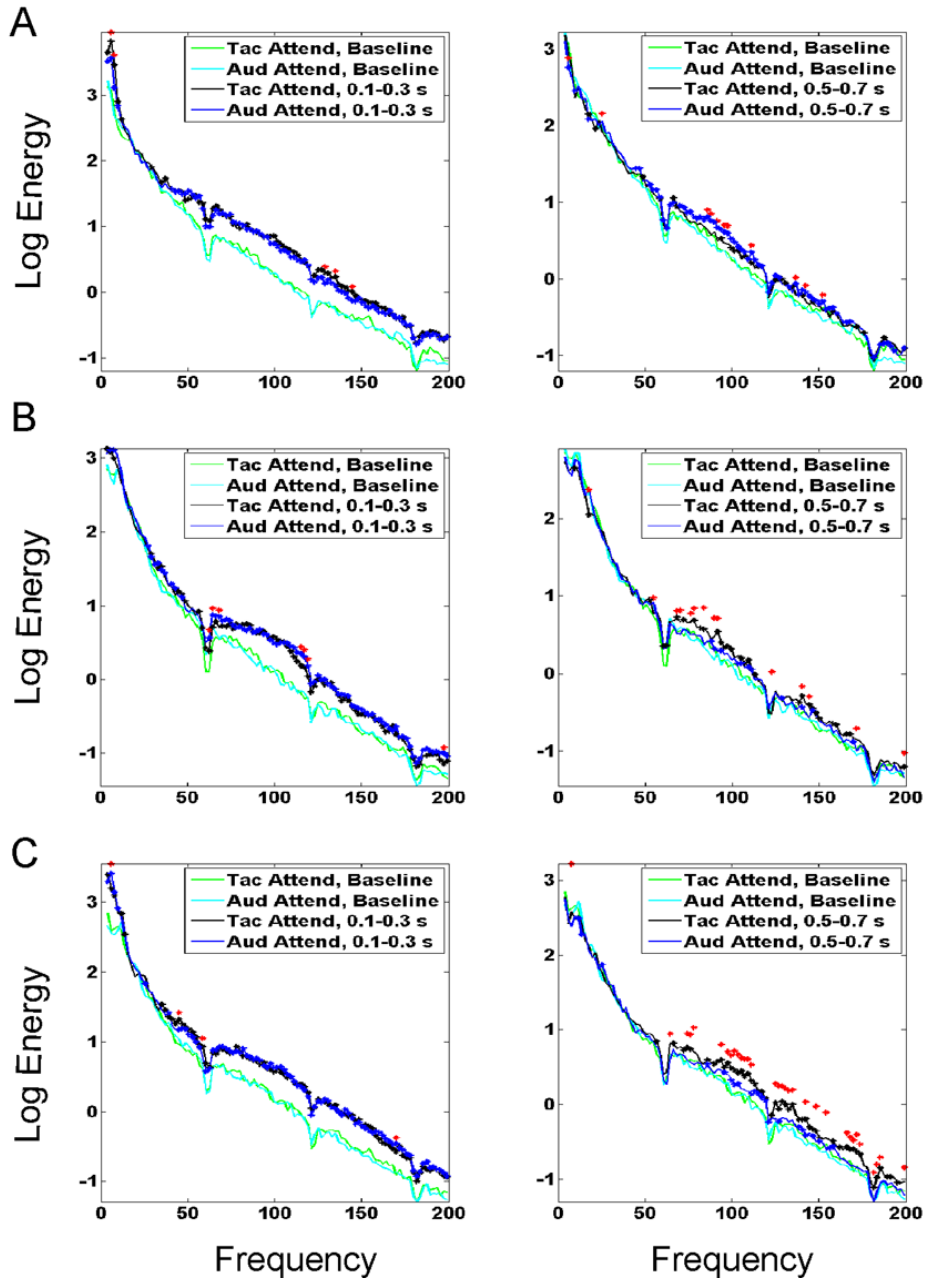 A
Tac Attend, Baseline
Aud Attend, Baseline
Tac Attend, 0.1-0.3 s
Aud Attend, 0.1-0.3 s
Tac Attend, Baseline
Aud Attend, Baseline
Tac Attend, 0.5-0.7 s
Aud Attend, 0.5-0.7 s
Log Energy
3
2
1
0
-1
0 50 100 150 200
3
2
1
0
-1
0 50 100 150 200
B
Tac Attend, Baseline
Aud Attend, Baseline
Tac Attend, 0.1-0.3 s
Aud Attend, 0.1-0.3 s
Tac Attend, Baseline
Aud Attend, Baseline
Tac Attend, 0.5-0.7 s
Aud Attend, 0.5-0.7 s
Log Energy
3
2
1
0
-1
0 50 100 150 200
3
2
1
0
-1
0 50 100 150 200
C
Tac Attend, Baseline
Aud Attend, Baseline
Tac Attend, 0.1-0.3 s
Aud Attend, 0.1-0.3 s
Tac Attend, Baseline
Aud Attend, Baseline
Tac Attend, 0.5-0.7 s
Aud Attend, 0.5-0.7 s
Log Energy
3
2
1
0
-1
0 50 100 150 200
3
2
1
0
-1
0 50 100 150 200
Frequency
Frequency